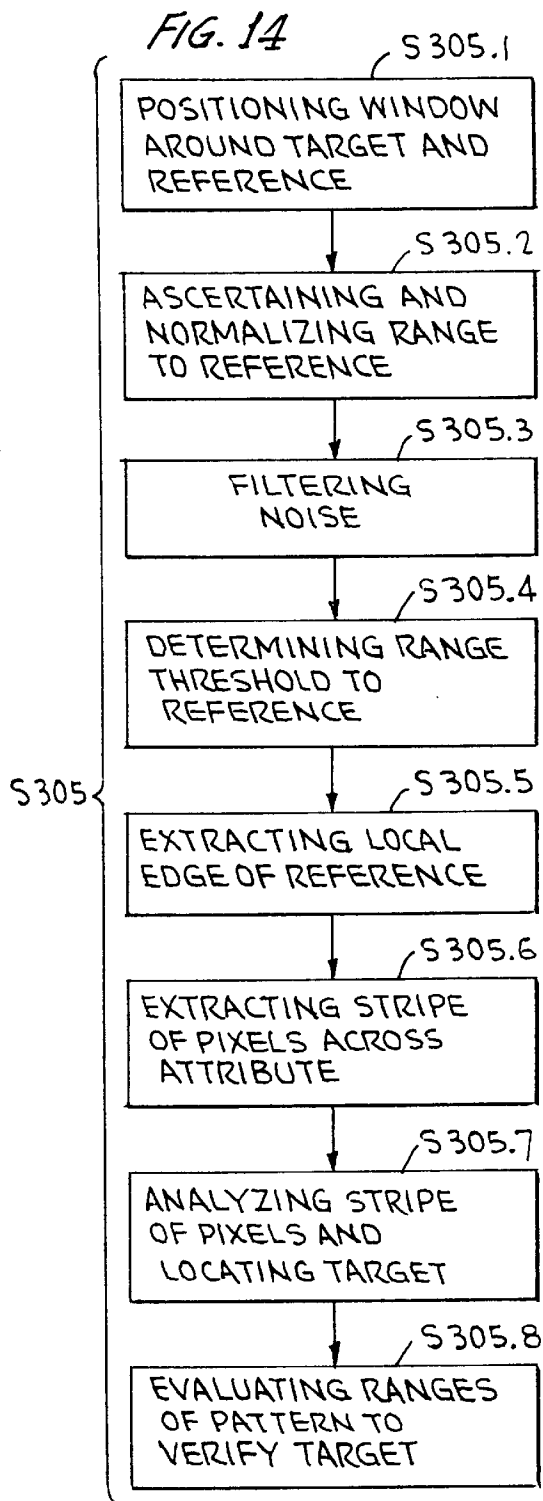 FIG. 14
S305.1
POSITIONING WINDOW
AROUND TARGET AND
REFERENCE
S305.2
ASCERTAINING AND
NORMALIZING RANGE
TO REFERENCE
S305.3
FILTERING
NOISE
S305.4
DETERMINING RANGE
THRESHOLD TO
REFERENCE
S305
S305.5
EXTRACTING LOCAL
EDGE OF REFERENCE
S305.6
EXTRACTING STRIPE
OF PIXELS ACROSS
ATTRIBUTE
S305.7
ANALYZING STRIPE
OF PIXELS AND
LOCATING TARGET
S305.8
EVALUATING RANGES
OF PATTERN TO
VERIFY TARGET